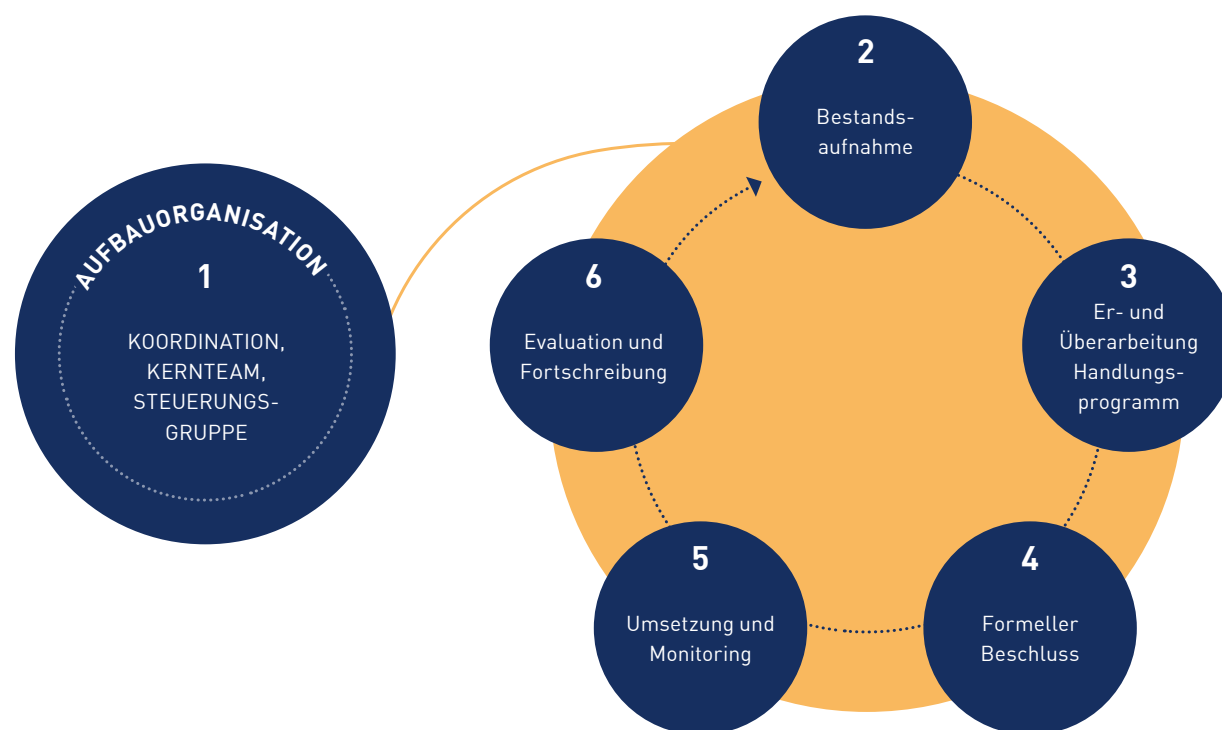 AUFBAUORGANISATION
1
KOORDINATION,
KERNTEAM,
STEUERUNGS-
GRUPPE
2
Bestands-
aufnahme
3
Er- und
Überarbeitung
Handlungs-
programm
4
Formeller
Beschluss
5
Umsetzung und
Monitoring
6
Evaluation und
Fortschreibung